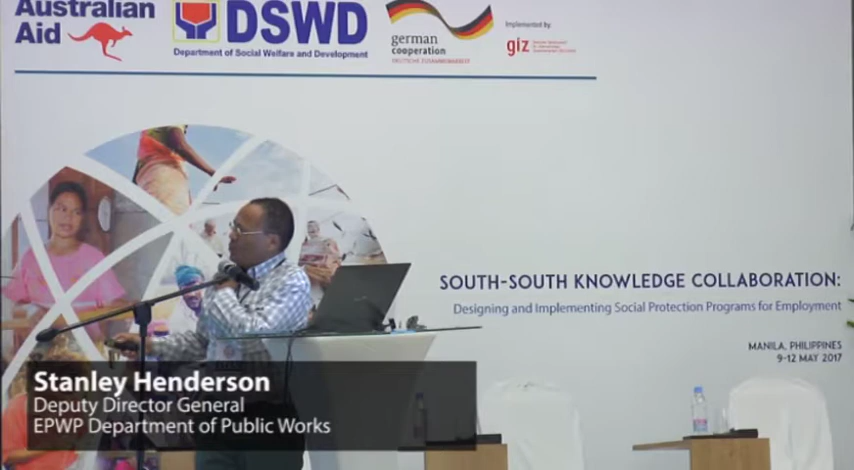 Australian
Aid
DSWD
Department of Social Welfare and Development
german
cooperation
DEUTSCHE ZUSAMMENARBEIT
Implemented by:
giz
SOUTH-SOUTH KNOWLEDGE COLLABORATION:
Designing and Implementing Social Protection Programs for Employment
MANILA, PHILIPPINES
9-12 MAY 2017
Stanley Henderson
Deputy Director General
EPWP Department of Public Works